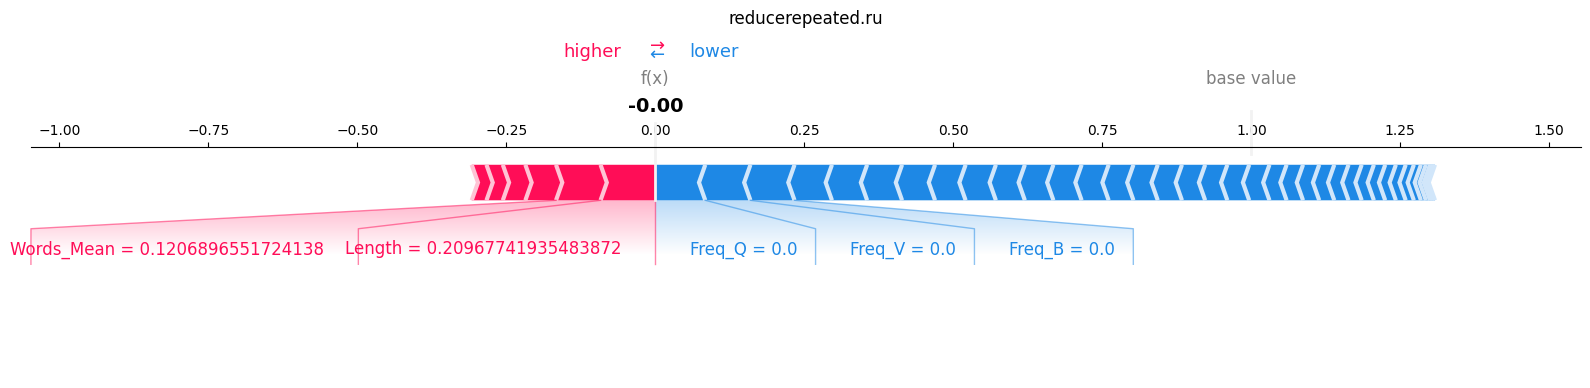 reducerepeated.ru
higher → ← lower
f(x) base value
-0.00
−1.00 −0.75 −0.50 −0.25 0.00 0.25 0.50 0.75 1.00 1.25 1.50
Words_Mean = 0.1206896551724138 Length = 0.20967741935483872 Freq_Q = 0.0 Freq_V = 0.0 Freq_B = 0.0